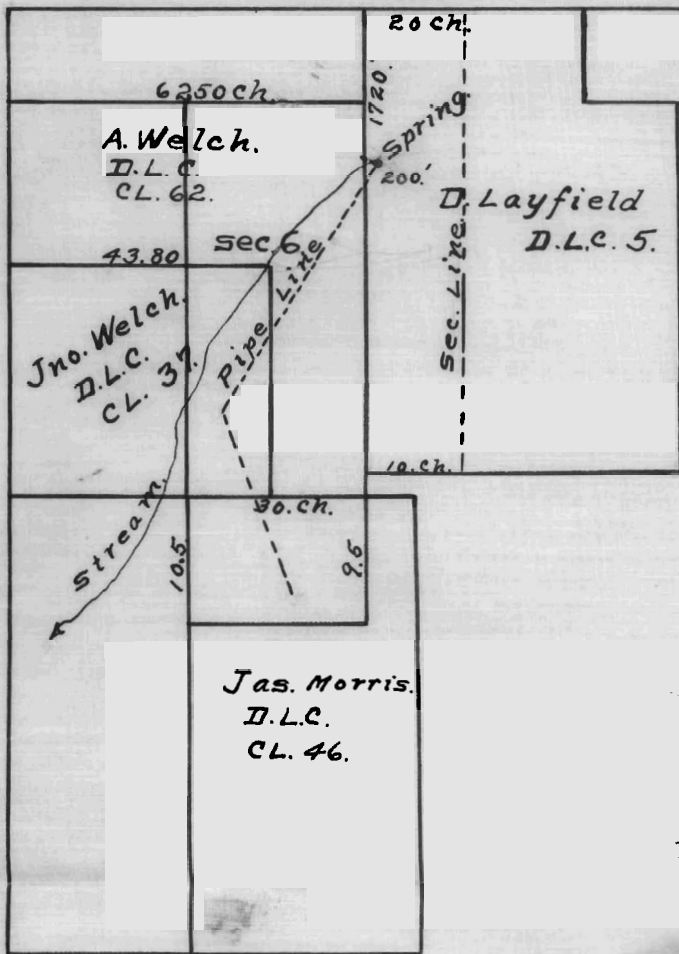 20 ch.
6250 ch.
1720.
A. Welch.
D.L.C.
CL. 62.
Spring
200.'
D. Layfield
D.L.C. 5.
Sec 6
43.80
Pipe Line
Sec. Line
Jno. Welch.
D.L.C.
CL. 37.
10. ch.
Stream.
30. ch.
10.5
9.6
Jas. Morris.
D.L.C.
CL. 46.